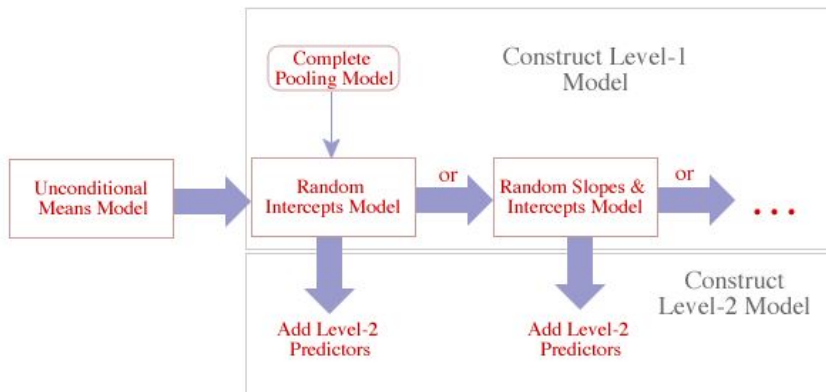 Complete
Pooling Model
Construct Level-1
Model
Unconditional
Means Model
Random
Intercepts Model
or
Random Slopes &
Intercepts Model
or
...
Construct
Level-2 Model
Add Level-2
Predictors
Add Level-2
Predictors